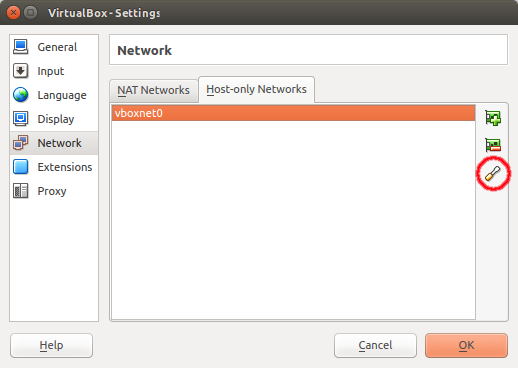 VirtualBox - Settings
General
Input
Language
Display
Network
Extensions
Proxy
Network
NAT Networks
Host-only Networks
vboxnet0
Help
Cancel
OK